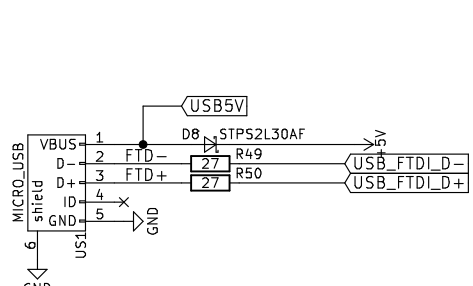 USB5V
D8 STPS2L30AF
VBUS 1
+5V
D- 2 FTD- 27 R49 USB_FTDI_D-
D+ 3 FTD+ 27 R50 USB_FTDI_D+
ID 4
GND 5
GND
MICRO_USB
shield
US1
6
GND